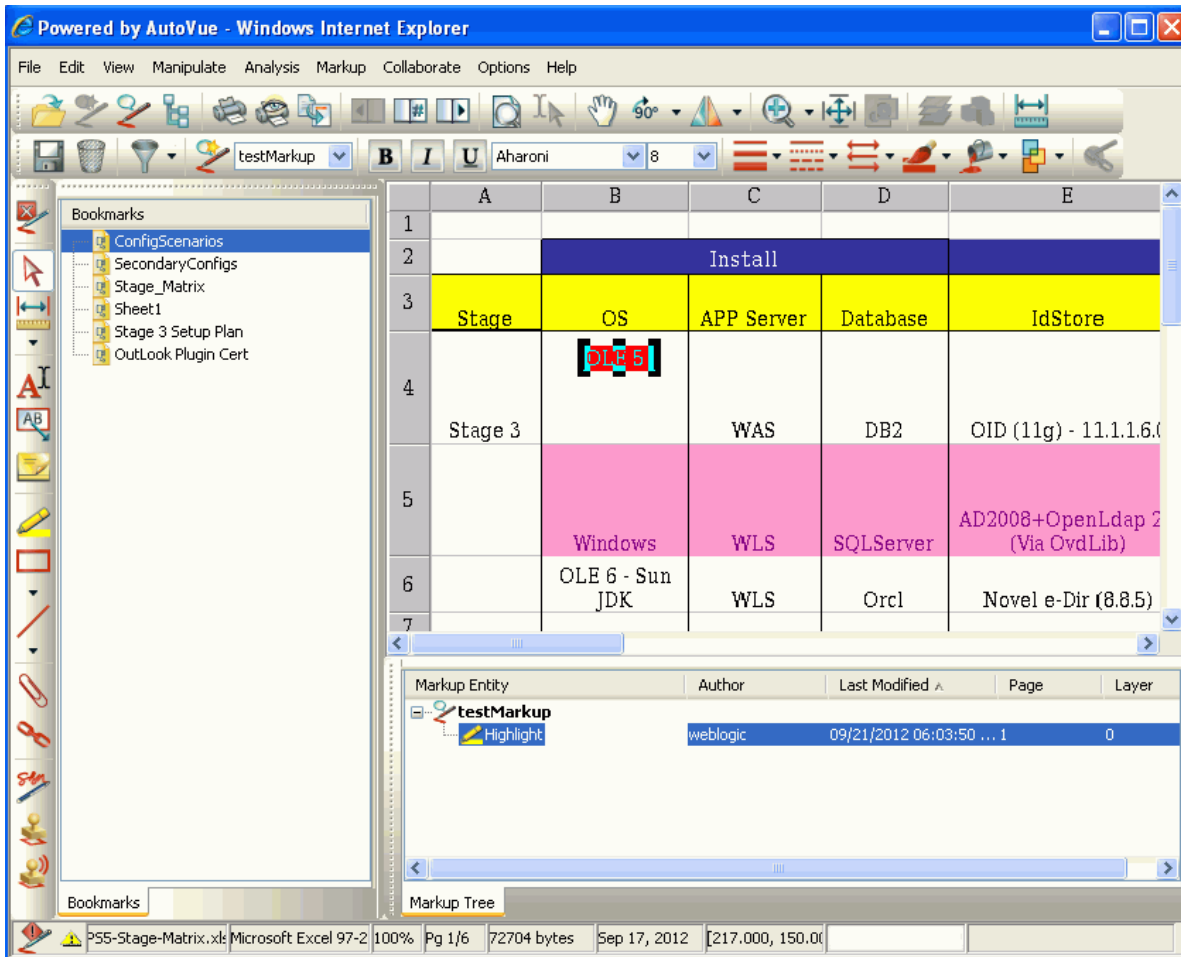 Powered by AutoVue - Windows Internet Explorer
File Edit View Manipulate Analysis Markup Collaborate Options Help
# 90°
testMarkup B I U Aharoni 8
Bookmarks
ConfigScenarios
SecondaryConfigs
Stage_Matrix
Sheet1
Stage 3 Setup Plan
OutLook Plugin Cert
A I
AB
A B C D E
1
2 Install
3 Stage OS APP Server Database IdStore
OLE 5
4 Stage 3 WAS DB2 OID (11g) - 11.1.1.6.
5 Windows WLS SQLServer AD2008+OpenLdap 2
(Via OvdLib)
6 OLE 6 - Sun
JDK WLS Orcl Novel e-Dir (8.8.5)
7
Markup Entity Author Last Modified Page Layer
testMarkup
Highlight weblogic 09/21/2012 06:03:50 ... 1 0
Bookmarks
Markup Tree
PS5-Stage-Matrix.xls Microsoft Excel 97-2 100% Pg 1/6 72704 bytes Sep 17, 2012 [217.000, 150.0